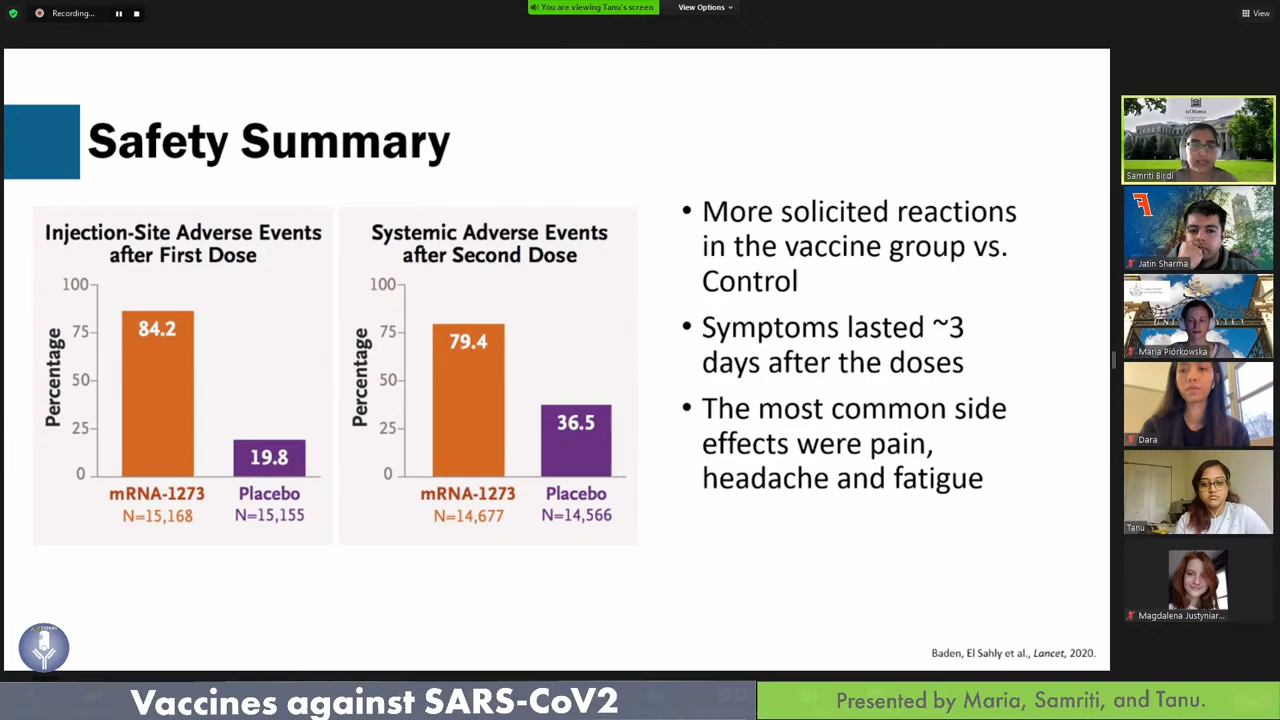 Recording...
You are viewing Tanu's screen
View Options
View
Safety Summary
Injection-Site Adverse Events
after First Dose
Percentage
100
75
50
25
0
84.2
19.8
mRNA-1273
N=15,168
Placebo
N=15,155
Systemic Adverse Events
after Second Dose
Percentage
100
75
50
25
0
79.4
36.5
mRNA-1273
N=14,677
Placebo
N=14,566
• More solicited reactions
in the vaccine group vs.
Control
• Symptoms lasted ~3
days after the doses
• The most common side
effects were pain,
headache and fatigue
Baden, El Sahly et al., Lancet, 2020.
uOttawa
Samriti Birdi
Jatin Sharma
Maria Piórkowska
Dara
Tanu
Magdalena Justyniar...
Vaccines against SARS-CoV2
Presented by Maria, Samriti, and Tanu.